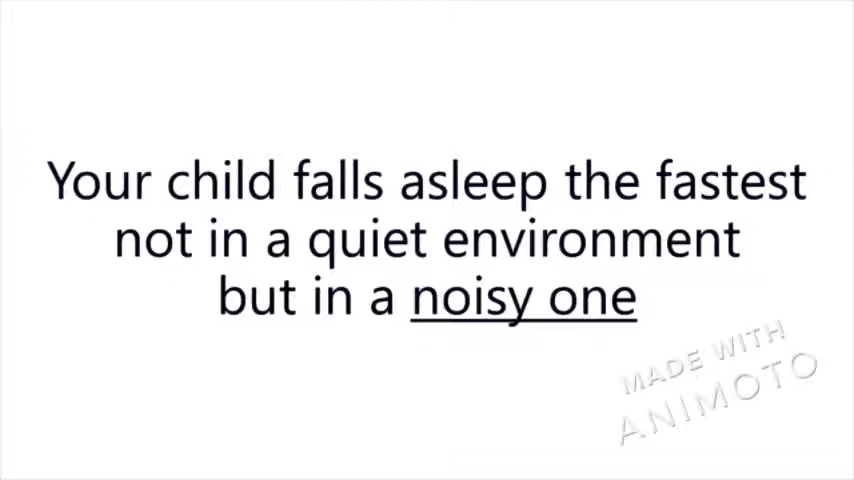 Your child falls asleep the fastest
not in a quiet environment
but in a noisy one
MADE WITH
ANIMOTO